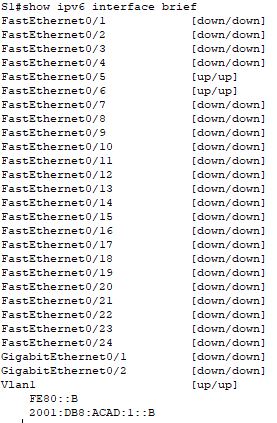 S1#show ipv6 interface brief
FastEthernet0/1 [down/down]
FastEthernet0/2 [down/down]
FastEthernet0/3 [down/down]
FastEthernet0/4 [down/down]
FastEthernet0/5 [up/up]
FastEthernet0/6 [up/up]
FastEthernet0/7 [down/down]
FastEthernet0/8 [down/down]
FastEthernet0/9 [down/down]
FastEthernet0/10 [down/down]
FastEthernet0/11 [down/down]
FastEthernet0/12 [down/down]
FastEthernet0/13 [down/down]
FastEthernet0/14 [down/down]
FastEthernet0/15 [down/down]
FastEthernet0/16 [down/down]
FastEthernet0/17 [down/down]
FastEthernet0/18 [down/down]
FastEthernet0/19 [down/down]
FastEthernet0/20 [down/down]
FastEthernet0/21 [down/down]
FastEthernet0/22 [down/down]
FastEthernet0/23 [down/down]
FastEthernet0/24 [down/down]
GigabitEthernet0/1 [down/down]
GigabitEthernet0/2 [down/down]
Vlan1 [up/up]
FE80::B
2001:DB8:ACAD:1::B